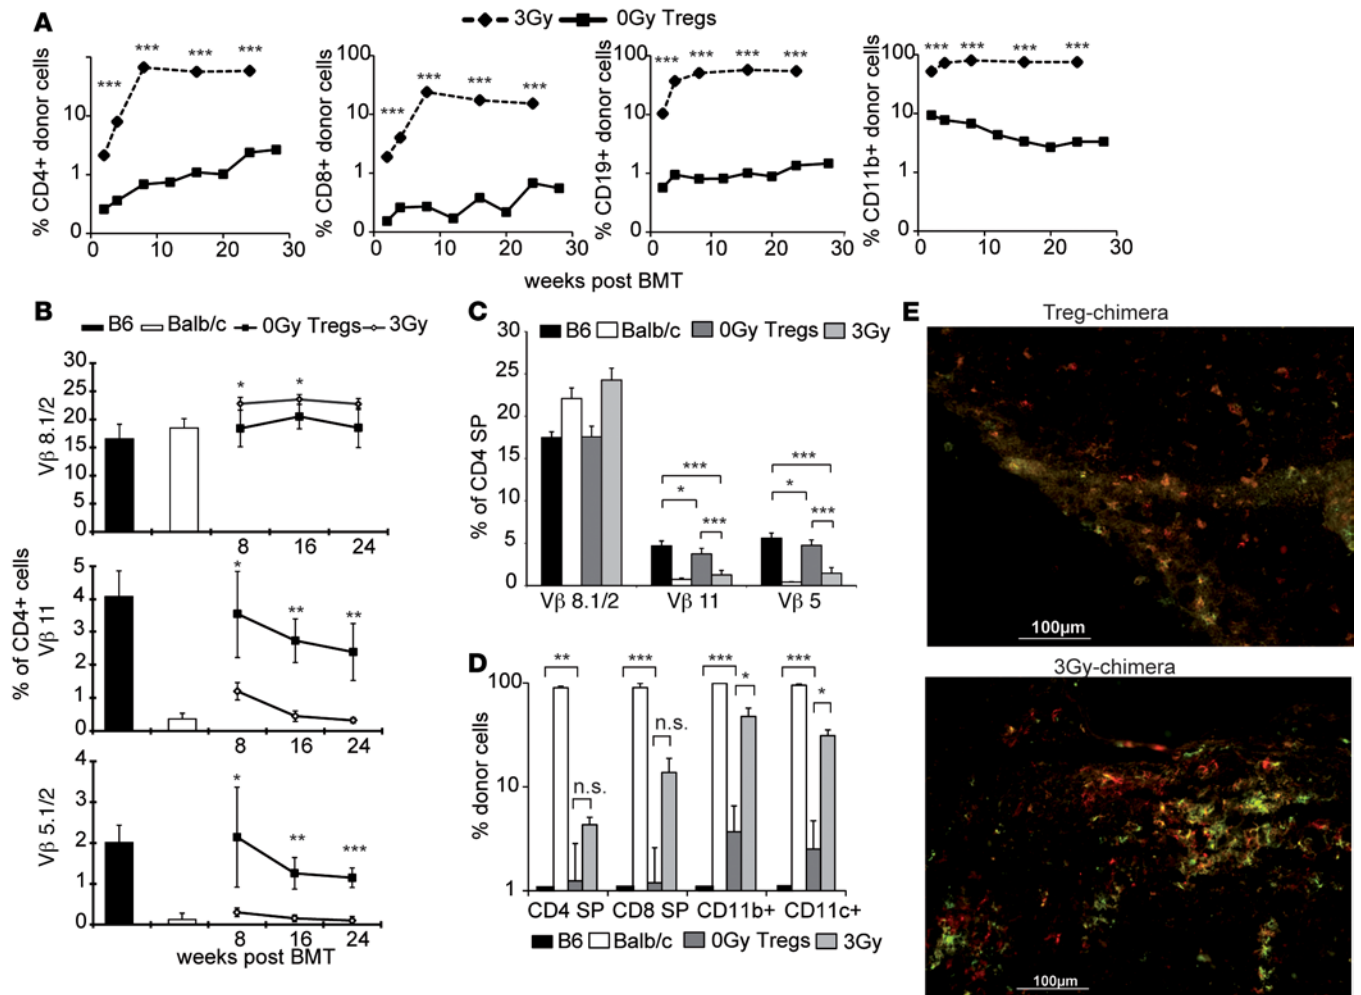 A
3Gy 0Gy Tregs
% CD4+ donor cells
10
1
0
0 10 20 30
*** *** *** ***
% CD8+ donor cells
100
10
1
0
0 10 20 30
*** *** *** ***
% CD19+ donor cells
100
10
1
0
0 10 20 30
*** *** *** ***
% CD11b+ donor cells
100
10
1
0
0 10 20 30
*** *** *** ***
weeks post BMT
B
B6 Balb/c 0Gy Tregs 3Gy
% of CD4+ cells
Vβ 8.1/2
30
25
20
15
10
5
0
* *
8 16 24
Vβ 11
5
4
3
2
1
0
* ** **
8 16 24
Vβ 5.1/2
4
3
2
1
0
* ** ***
8 16 24
weeks post BMT
C
B6 Balb/c 0Gy Tregs 3Gy
% of CD4 SP
30
25
20
15
10
5
0
*** * ***
*** * ***
Vβ 8.1/2 Vβ 11 Vβ 5
D
% donor cells
100
10
1
** *** *** ***
n.s. n.s. * *
CD4 SP CD8 SP CD11b+ CD11c+
B6 Balb/c 0Gy Tregs 3Gy
E
Treg-chimera
100µm
3Gy-chimera
100µm